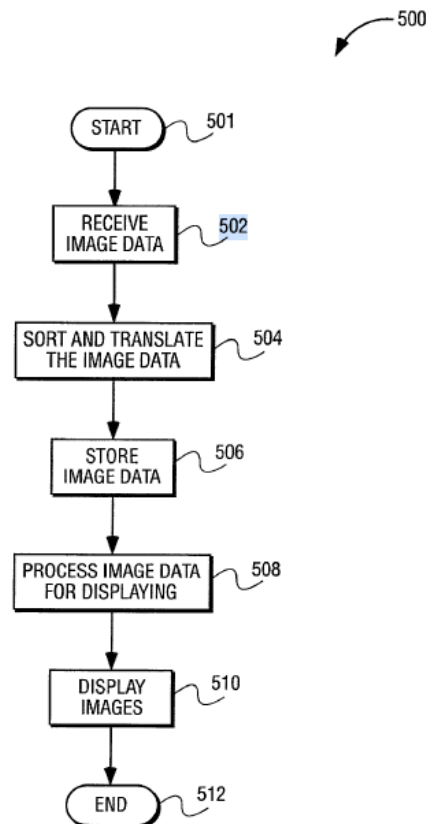 500
START
501
RECEIVE
IMAGE DATA
502
SORT AND TRANSLATE
THE IMAGE DATA
504
STORE
IMAGE DATA
506
PROCESS IMAGE DATA
FOR DISPLAYING
508
DISPLAY
IMAGES
510
END
512